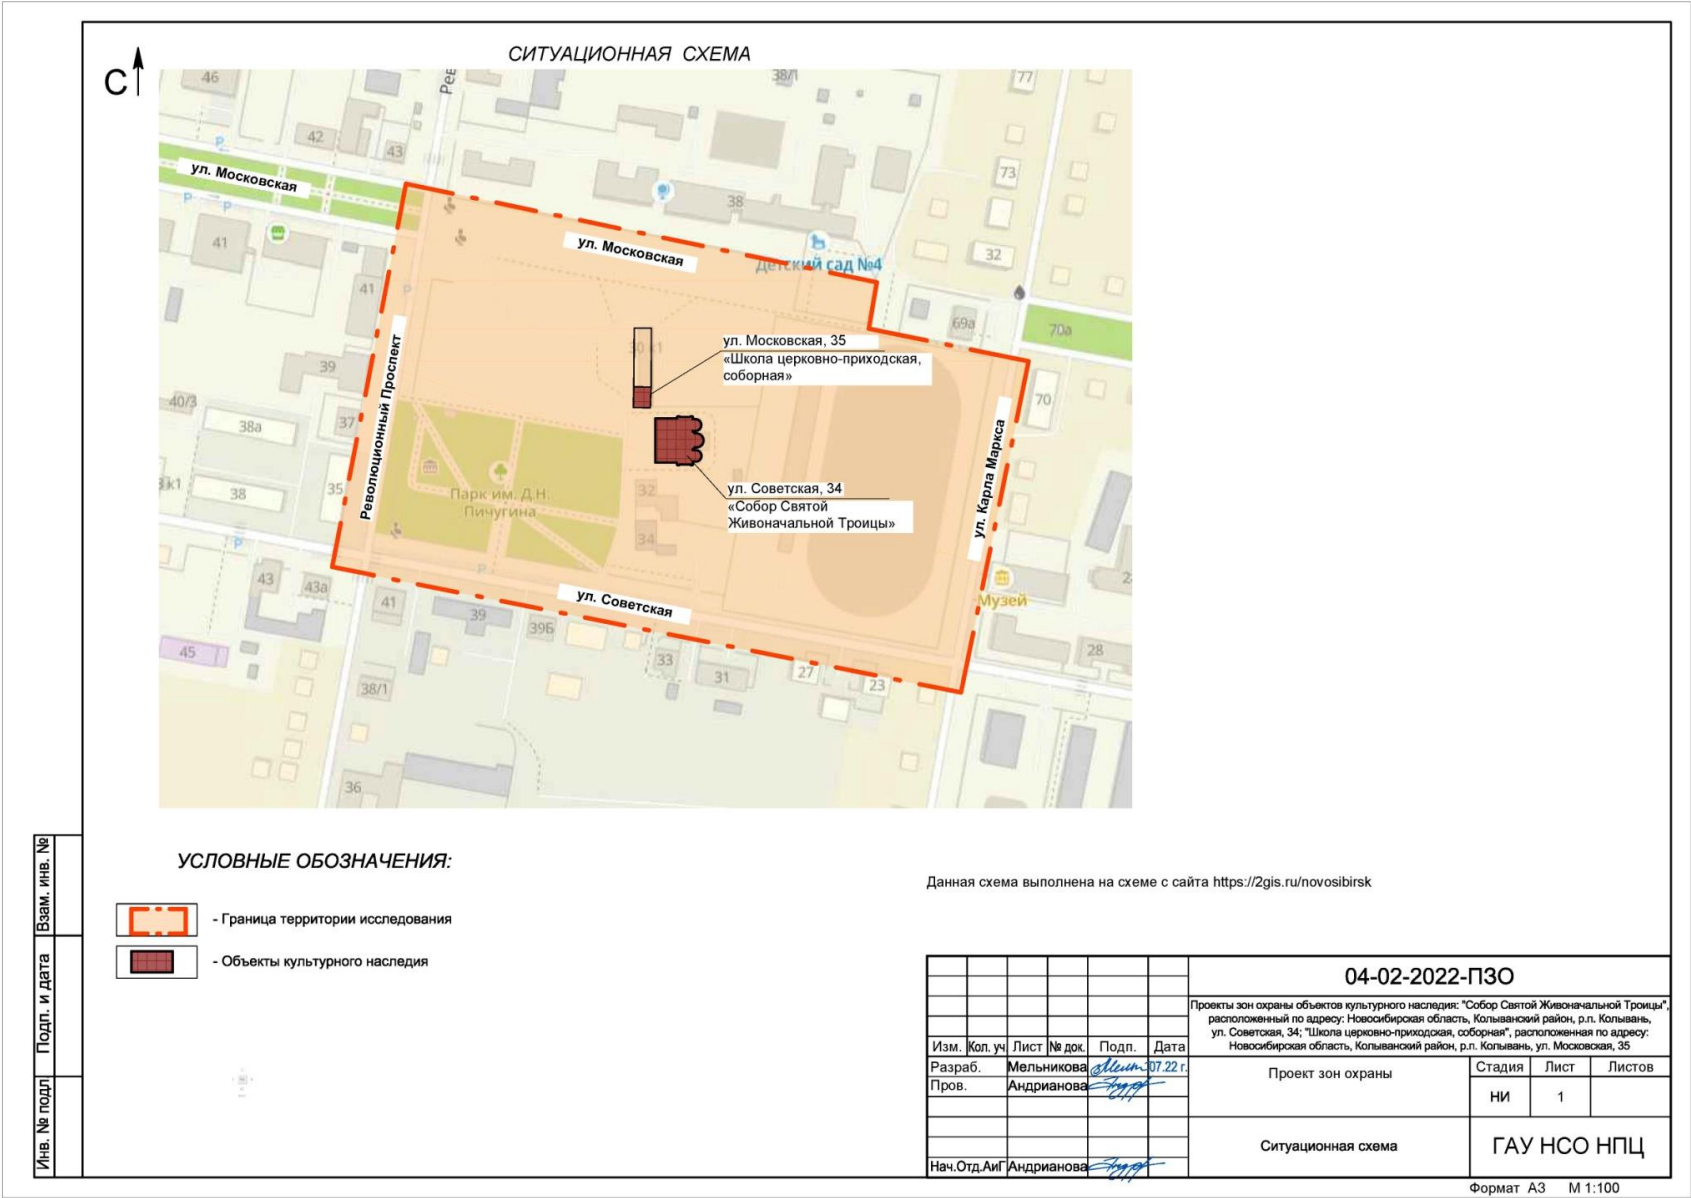 СИТУАЦИОННАЯ СХЕМА
С
46
38/1
77
Рев
42
43
P
ул. Московская
P
P
73
38
41
ул. Московская
32
Детский сад №4
41
P
69а
70а
ул. Московская, 35
«Школа церковно-приходская,
соборная»
39
Революционный Проспект
70
40/3
38а
37
ул. Карла Маркса
38
35
Парк им. Д.Н.
Пичугина
32
ул. Советская, 34
«Собор Святой
Живоначальной Троицы»
34
P
P
43
43а
41
39
39Б
ул. Советская
Музей
45
33
31
27
23
28
38/1
36
УСЛОВНЫЕ ОБОЗНАЧЕНИЯ:
- Граница территории исследования
- Объекты культурного наследия
Данная схема выполнена на схеме с сайта https://2gis.ru/novosibirsk
Взам. инв. №
Подп. и дата
Инв. № подл
04-02-2022-ПЗО
Проекты зон охраны объектов культурного наследия: "Собор Святой Живоначальной Троицы",
расположенный по адресу: Новосибирская область, Колыванский район, р.п. Колывань,
ул. Советская, 34; "Школа церковно-приходская, соборная", расположенная по адресу:
Новосибирская область, Колыванский район, р.п. Колывань, ул. Московская, 35
Изм. Кол. уч Лист № док. Подп. Дата
Разраб. Мельникова 07.22 г.
Пров. Андрианова
Проект зон охраны
Стадия Лист Листов
НИ 1
Ситуационная схема
ГАУ НСО НПЦ
Нач.Отд.АиГ Андрианова
Формат А3 М 1:100